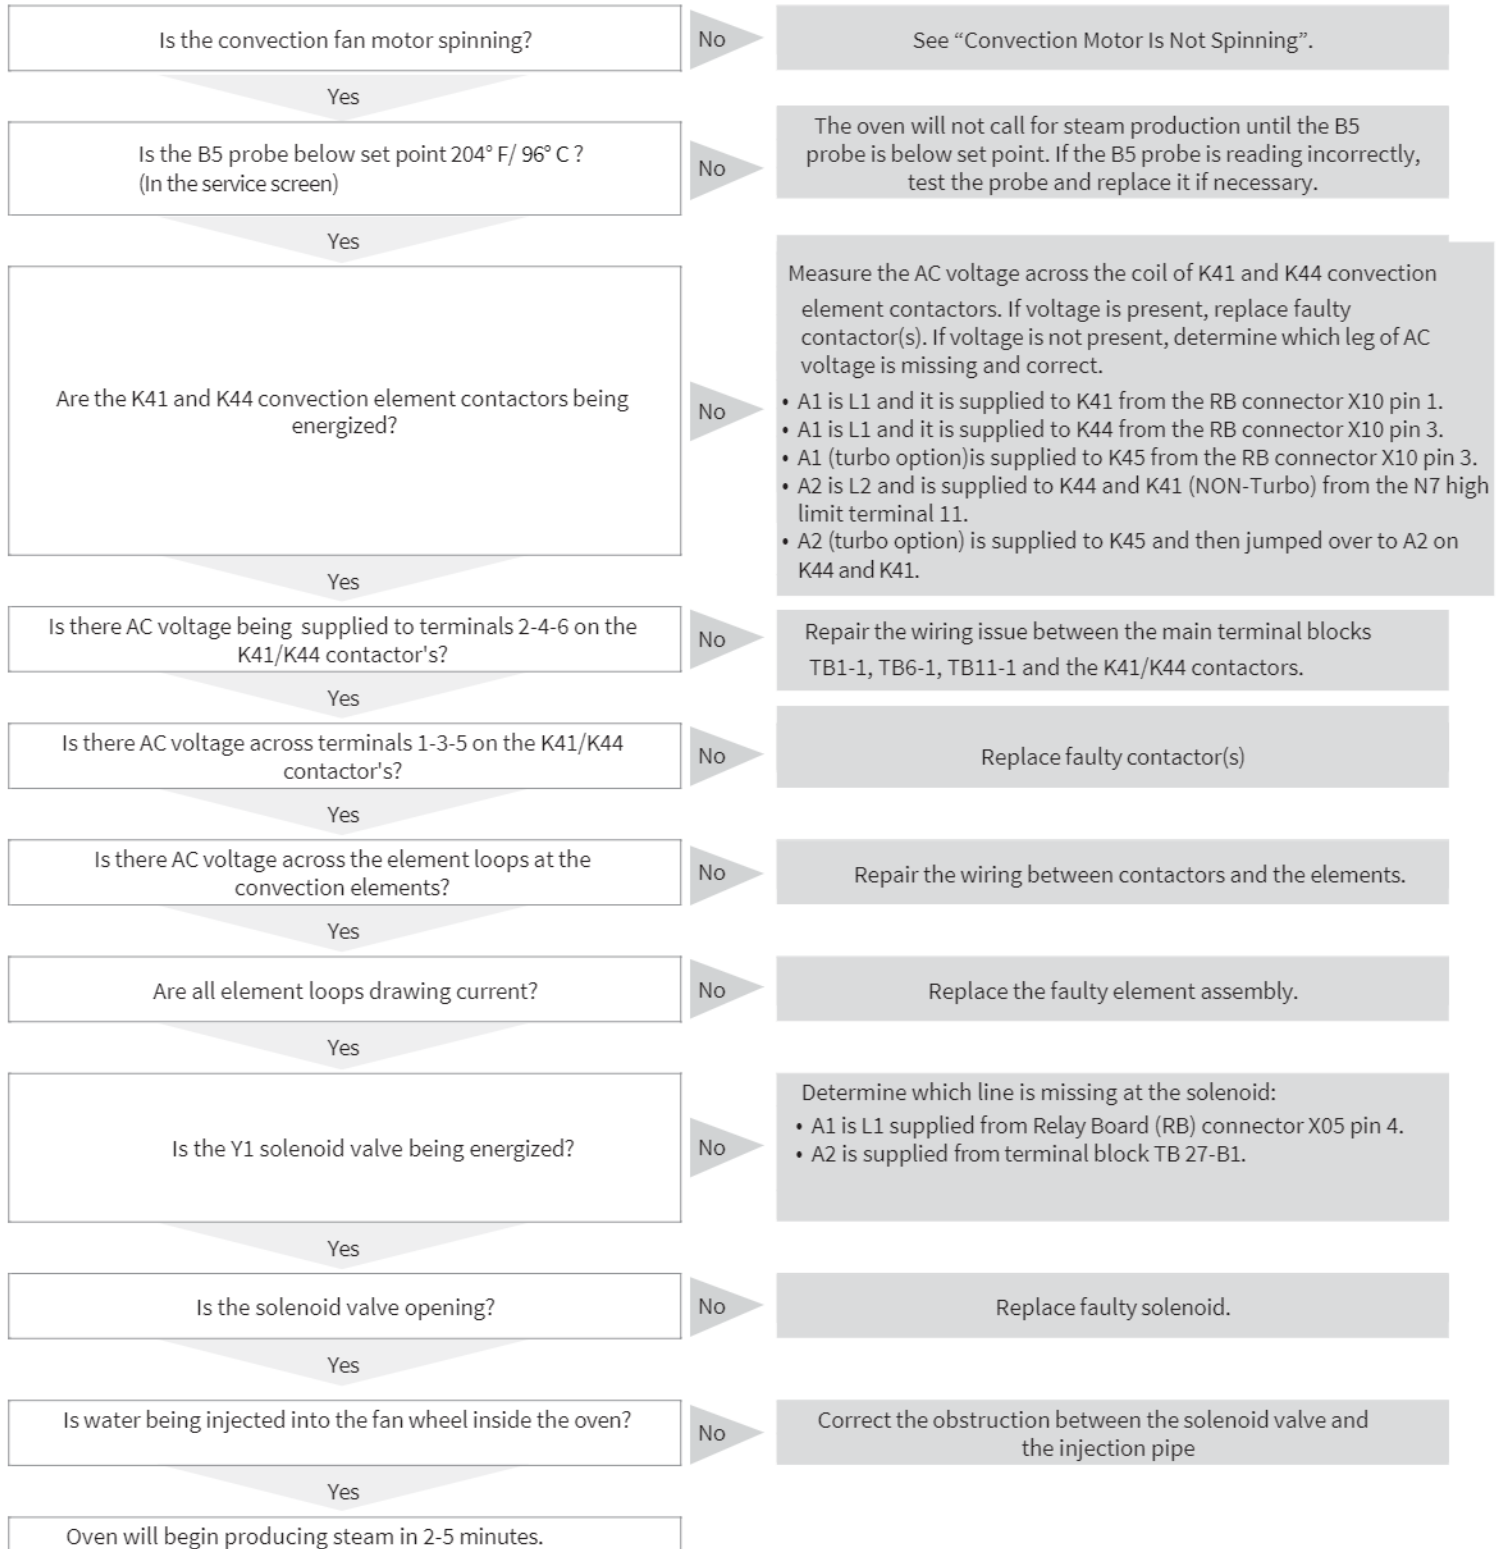 Is the convection fan motor spinning?
No
See “Convection Motor Is Not Spinning”.
Yes
Is the B5 probe below set point 204° F/ 96° C ?
(In the service screen)
No
The oven will not call for steam production until the B5
probe is below set point. If the B5 probe is reading incorrectly,
test the probe and replace it if necessary.
Yes
Are the K41 and K44 convection element contactors being
energized?
No
Measure the AC voltage across the coil of K41 and K44 convection
element contactors. If voltage is present, replace faulty
contactor(s). If voltage is not present, determine which leg of AC
voltage is missing and correct.
• A1 is L1 and it is supplied to K41 from the RB connector X10 pin 1.
• A1 is L1 and it is supplied to K44 from the RB connector X10 pin 3.
• A1 (turbo option)is supplied to K45 from the RB connector X10 pin 3.
• A2 is L2 and is supplied to K44 and K41 (NON-Turbo) from the N7 high
limit terminal 11.
• A2 (turbo option) is supplied to K45 and then jumped over to A2 on
K44 and K41.
Yes
Is there AC voltage being supplied to terminals 2-4-6 on the
K41/K44 contactor's?
No
Repair the wiring issue between the main terminal blocks
TB1-1, TB6-1, TB11-1 and the K41/K44 contactors.
Yes
Is there AC voltage across terminals 1-3-5 on the K41/K44
contactor's?
No
Replace faulty contactor(s)
Yes
Is there AC voltage across the element loops at the
convection elements?
No
Repair the wiring between contactors and the elements.
Yes
Are all element loops drawing current?
No
Replace the faulty element assembly.
Yes
Is the Y1 solenoid valve being energized?
No
Determine which line is missing at the solenoid:
• A1 is L1 supplied from Relay Board (RB) connector X05 pin 4.
• A2 is supplied from terminal block TB 27-B1.
Yes
Is the solenoid valve opening?
No
Replace faulty solenoid.
Yes
Is water being injected into the fan wheel inside the oven?
No
Correct the obstruction between the solenoid valve and
the injection pipe
Yes
Oven will begin producing steam in 2-5 minutes.